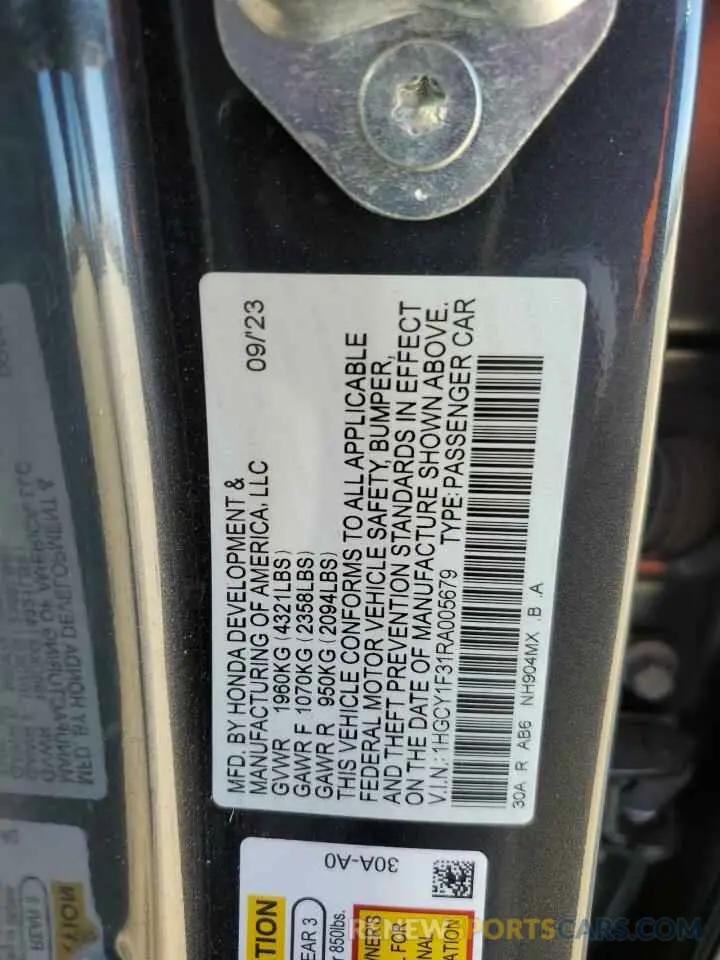 MFD. BY HONDA DEVELOPMENT &
MANUFACTURING OF AMERICA, LLC 09/'23
GVWR 1960KG (4321LBS)
GAWR F 1070KG (2358LBS)
GAWR R 950KG (2094LBS)
THIS VEHICLE CONFORMS TO ALL APPLICABLE
FEDERAL MOTOR VEHICLE SAFETY, BUMPER,
AND THEFT PREVENTION STANDARDS IN EFFECT
ON THE DATE OF MANUFACTURE SHOWN ABOVE.
V.I.N.: 1HGCY1F31RA005679 TYPE: PASSENGER CAR
30A R AB6 NH904MX .B .A
30A-A0
EAR 3
850lbs.
RENEWSPORTSCARS.COM